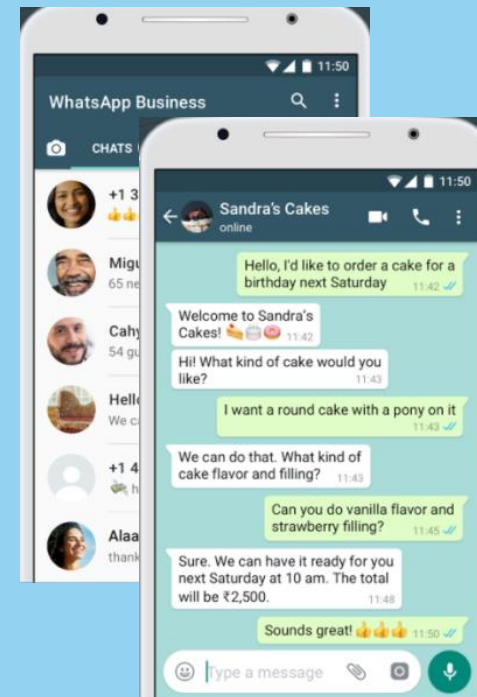 11:50
WhatsApp Business
CHATS
+1 3
👍👍
Migu
65 ne
Cahy
54 gu
Hello
We ca
+1 4
h
Alaa
thank
11:50
Sandra's Cakes
online
Hello, I'd like to order a cake for a
birthday next Saturday 11:42
Welcome to Sandra's
Cakes! 🍰🎂🍩 11:42
Hi! What kind of cake would you
like? 11:43
I want a round cake with a pony on it
11:43
We can do that. What kind of
cake flavor and filling? 11:43
Can you do vanilla flavor and
strawberry filling? 11:45
Sure. We can have it ready for you
next Saturday at 10 am. The total
will be ₹2,500. 11:48
Sounds great! 👍👍👍 11:50
Type a message